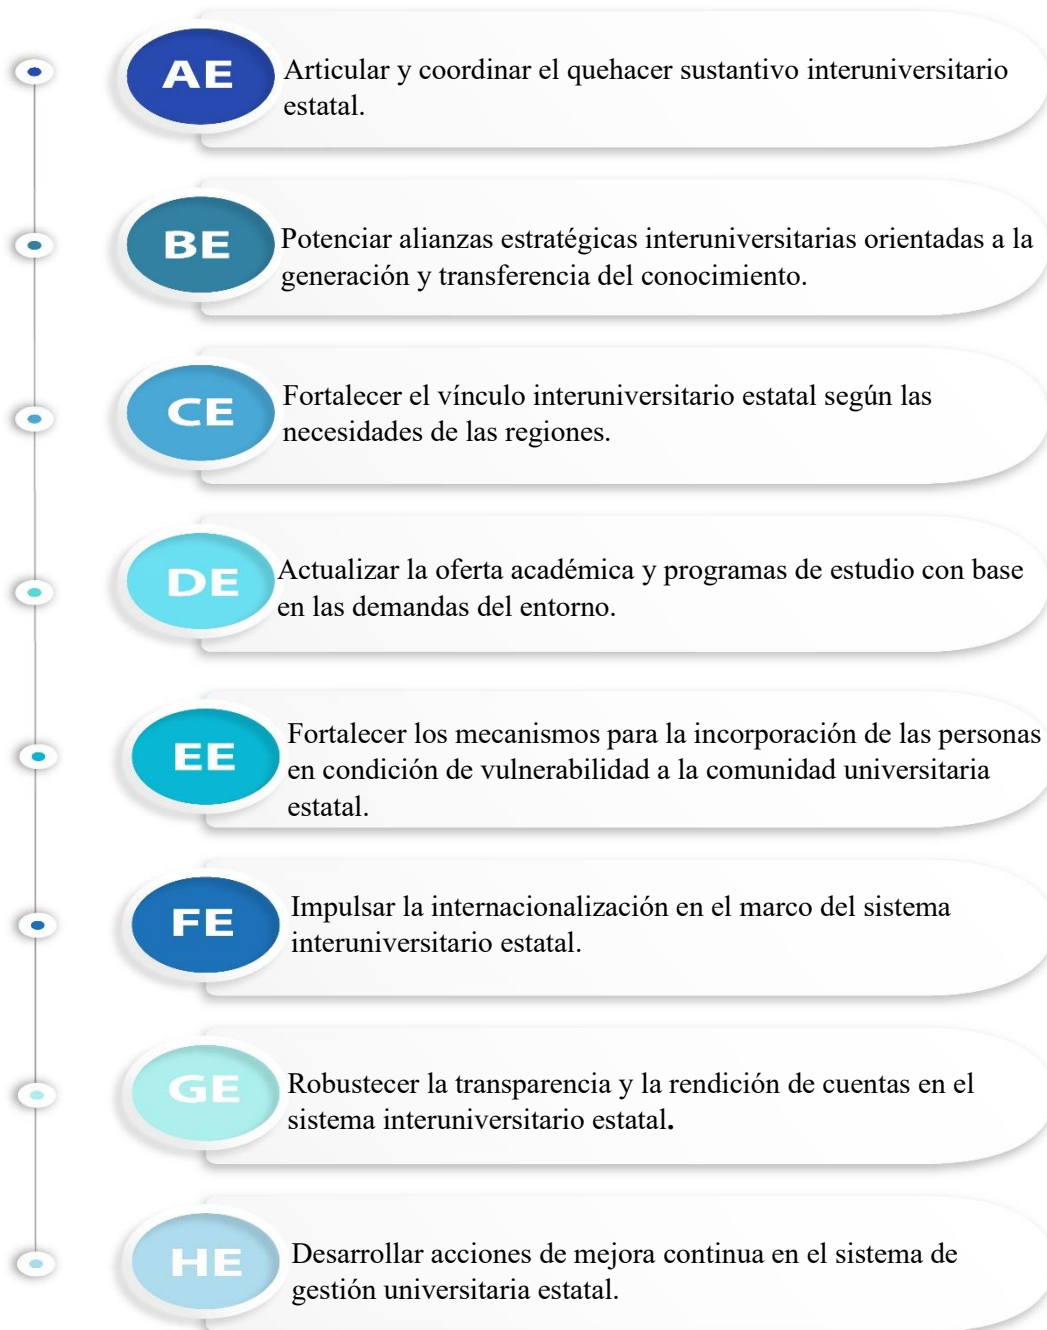 AE
Articular y coordinar el quehacer sustantivo interuniversitario
estatal.
BE
Potenciar alianzas estratégicas interuniversitarias orientadas a la
generación y transferencia del conocimiento.
CE
Fortalecer el vínculo interuniversitario estatal según las
necesidades de las regiones.
DE
Actualizar la oferta académica y programas de estudio con base
en las demandas del entorno.
EE
Fortalecer los mecanismos para la incorporación de las personas
en condición de vulnerabilidad a la comunidad universitaria
estatal.
FE
Impulsar la internacionalización en el marco del sistema
interuniversitario estatal.
GE
Robustecer la transparencia y la rendición de cuentas en el
sistema interuniversitario estatal.
HE
Desarrollar acciones de mejora continua en el sistema de
gestión universitaria estatal.